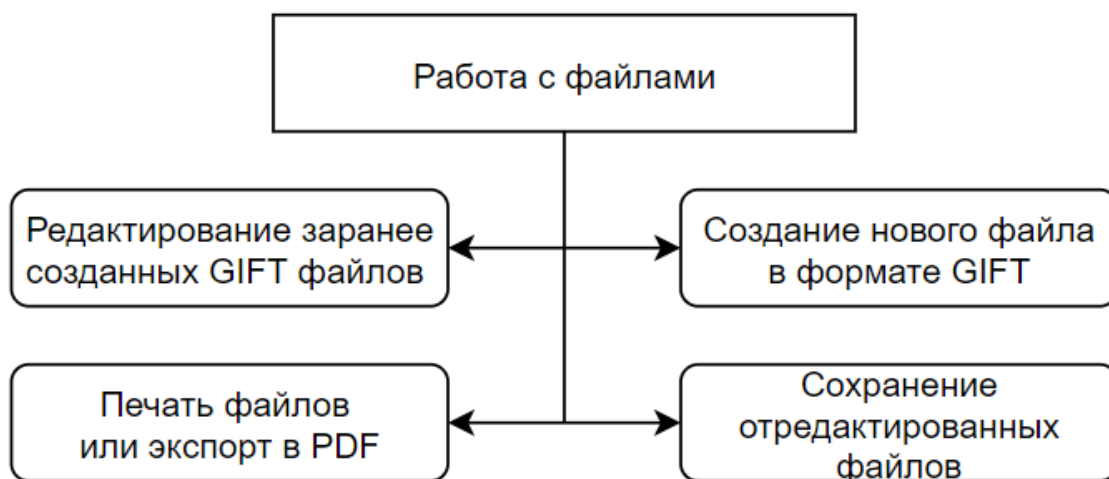 Работа с файлами
Редактирование заранее
созданных GIFT файлов
Создание нового файла
в формате GIFT
Печать файлов
или экспорт в PDF
Сохранение
отредактированных
файлов